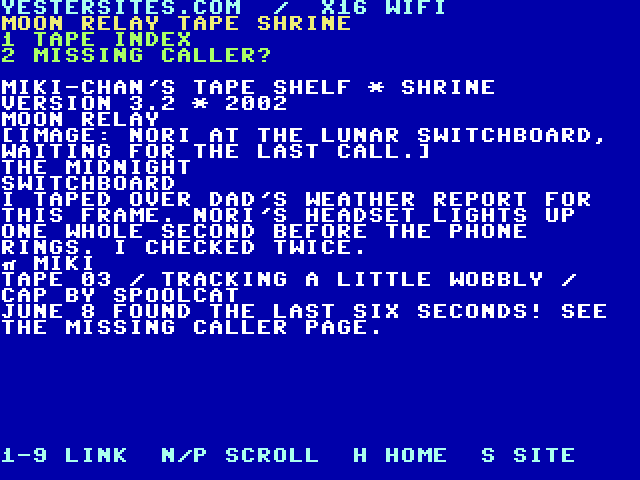 YESTERSITES.COM  /  X16 WIFI
MOON RELAY TAPE SHRINE
1 TAPE INDEX
2 MISSING CALLER?
MIKI-CHAN'S TAPE SHELF * SHRINE
VERSION 3.2 * 2002
MOON RELAY
[IMAGE: NORI AT THE LUNAR SWITCHBOARD,
WAITING FOR THE LAST CALL.]
THE MIDNIGHT
SWITCHBOARD
I TAPED OVER DAD'S WEATHER REPORT FOR
THIS FRAME. NORI'S HEADSET LIGHTS UP
ONE WHOLE SECOND BEFORE THE PHONE
RINGS. I CHECKED TWICE.
π MIKI
TAPE 03 / TRACKING A LITTLE WOBBLY /
CAP BY SPOOLCAT
JUNE 8 FOUND THE LAST SIX SECONDS! SEE
THE MISSING CALLER PAGE.
1-9 LINK  N/P SCROLL  H HOME  S SITE